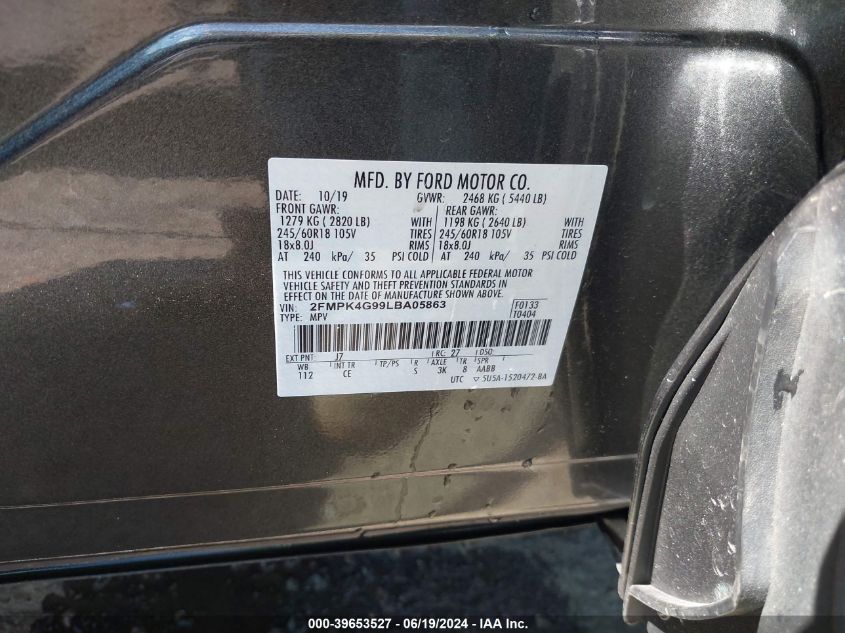 MFD. BY FORD MOTOR CO.
DATE: 10/19 GVWR: 2468 KG ( 5440 LB)
FRONT GAWR: REAR GAWR:
1279 KG ( 2820 LB) WITH 1198 KG ( 2640 LB) WITH
245/60R18 105V TIRES 245/60R18 105V TIRES
18x8.0J RIMS 18x8.0J RIMS
AT 240 kPa/ 35 PSI COLD AT 240 kPa/ 35 PSI COLD
THIS VEHICLE CONFORMS TO ALL APPLICABLE FEDERAL MOTOR
VEHICLE SAFETY AND THEFT PREVENTION STANDARDS IN
EFFECT ON THE DATE OF MANUFACTURE SHOWN ABOVE.
VIN: 2FMPK4G99LBA05863 F0133
TYPE: MPV T0404
EXT PNT: J7 RC: 27 DSO:
WB INT TR TP/PS R AXLE TR SPR
112 CE S 3K 8 AABB
UTC ▽ 5U5A-1520472-BA
000-39653527 - 06/19/2024 - IAA Inc.